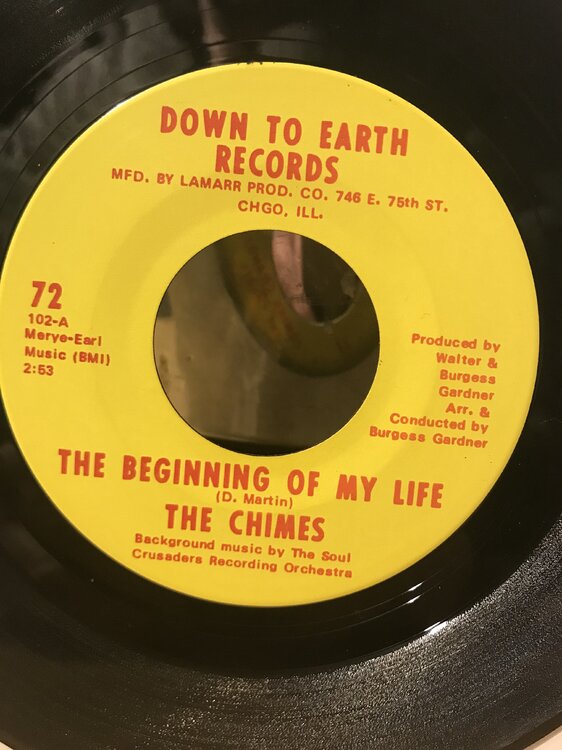 DOWN TO EARTH
RECORDS
MFD. BY LAMARR PROD. CO. 746 E. 75th ST.
CHGO, ILL.
72
102-A
Merye-Earl
Music (BMI)
2:53
Produced by
Walter &
Burgess
Gardner
Arr. &
Conducted by
Burgess Gardner
THE BEGINNING OF MY LIFE
(D. Martin)
THE CHIMES
Background music by The Soul
Crusaders Recording Orchestra